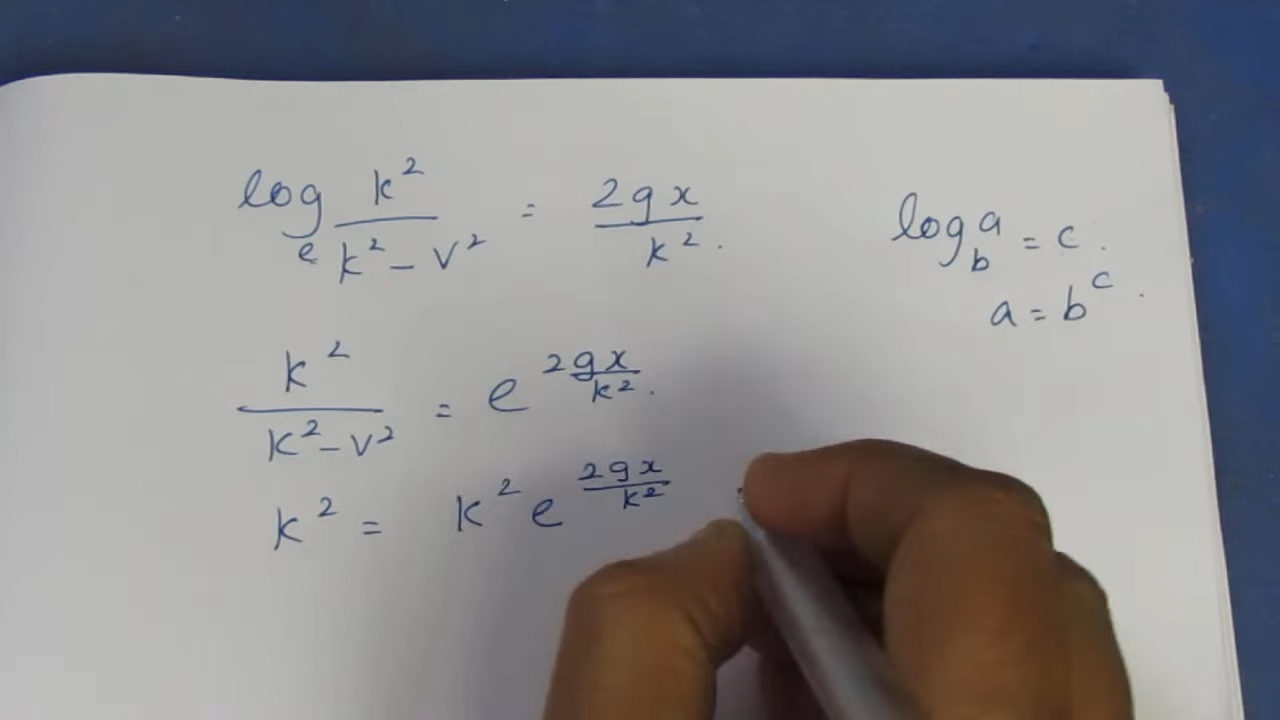 log_e k²/(k² - v²) = 2gx/k².
log_b a = c.
a = b^c.
k²/(k² - v²) = e^(2gx/k²).
k² = k² e^(2gx/k²)